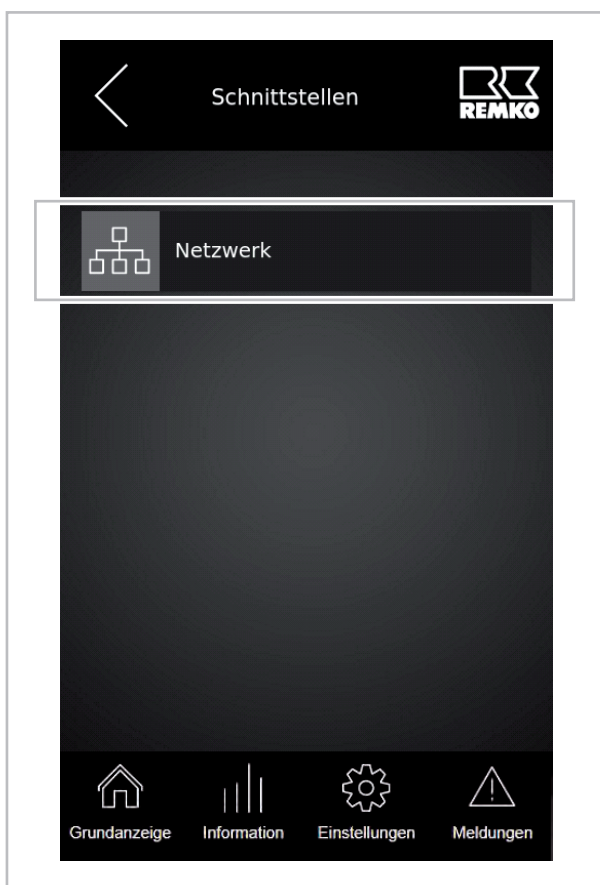 Schnittstellen
REMKO
Netzwerk
Grundanzeige Information Einstellungen Meldungen